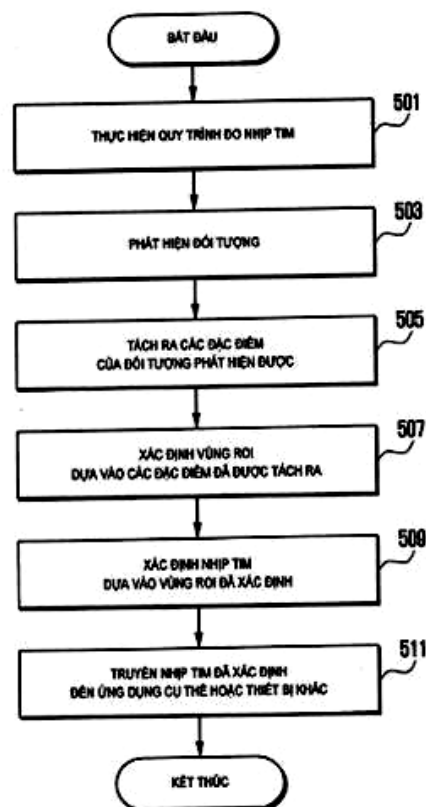 BẮT ĐẦU
501
THỰC HIỆN QUY TRÌNH ĐO NHỊP TIM
503
PHÁT HIỆN ĐỐI TƯỢNG
505
TÁCH RA CÁC ĐẶC ĐIỂM
CỦA ĐỐI TƯỢNG PHÁT HIỆN ĐƯỢC
507
XÁC ĐỊNH VÙNG ROI
DỰA VÀO CÁC ĐẶC ĐIỂM ĐÃ ĐƯỢC TÁCH RA
509
XÁC ĐỊNH NHỊP TIM
DỰA VÀO VÙNG ROI ĐÃ XÁC ĐỊNH
511
TRUYỀN NHỊP TIM ĐÃ XÁC ĐỊNH
ĐẾN ỨNG DỤNG CỤ THỂ HOẶC THIẾT BỊ KHÁC
KẾT THÚC